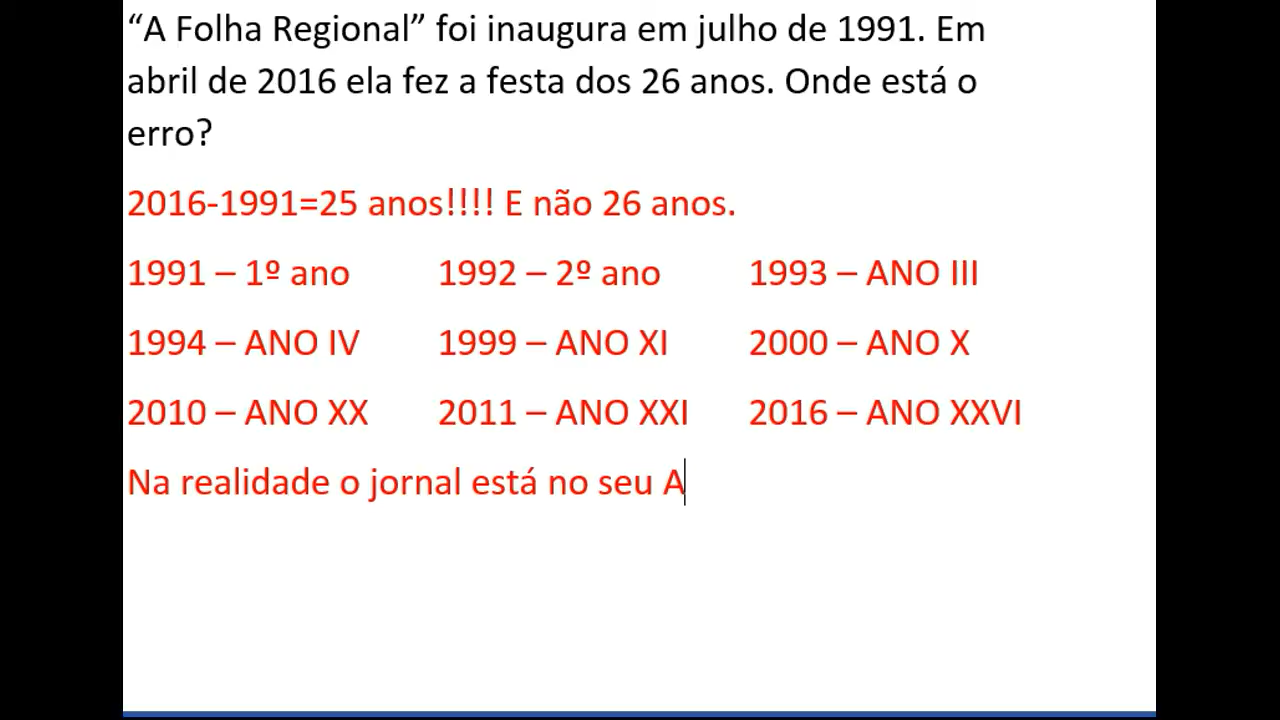 “A Folha Regional” foi inaugura em julho de 1991. Em
abril de 2016 ela fez a festa dos 26 anos. Onde está o
erro?
2016-1991=25 anos!!!! E não 26 anos.
1991 – 1º ano 1992 – 2º ano 1993 – ANO III
1994 – ANO IV 1999 – ANO XI 2000 – ANO X
2010 – ANO XX 2011 – ANO XXI 2016 – ANO XXVI
Na realidade o jornal está no seu A